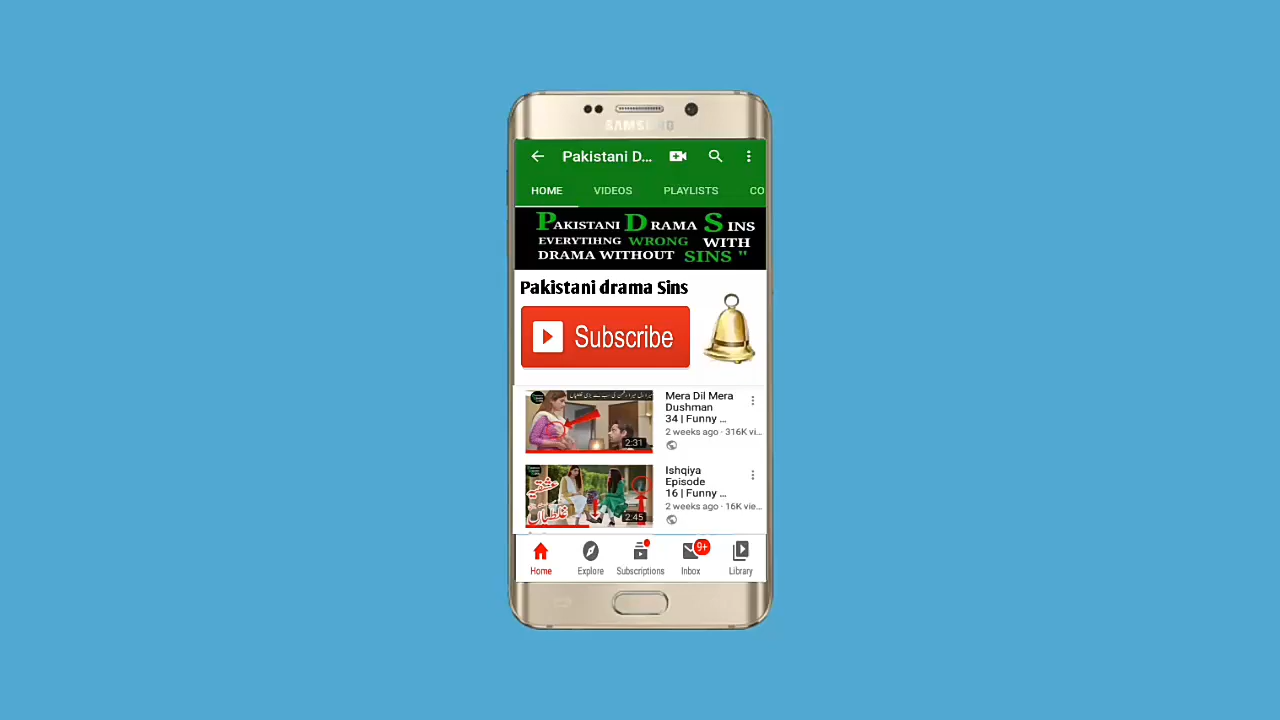 SAMSUNG
Pakistani D...
HOME VIDEOS PLAYLISTS CO
PAKISTANI DRAMA SINS
EVERYTIHNG WRONG WITH
DRAMA WITHOUT SINS "
Pakistani drama Sins
Subscribe
Mera Dil Mera
Dushman
34 | Funny ...
2 weeks ago · 316K vi...
2:31
Ishqiya
Episode
16 | Funny ...
2 weeks ago · 16K vie...
عشقیہ
غلطیاں
2:45
9+
Home Explore Subscriptions Inbox Library